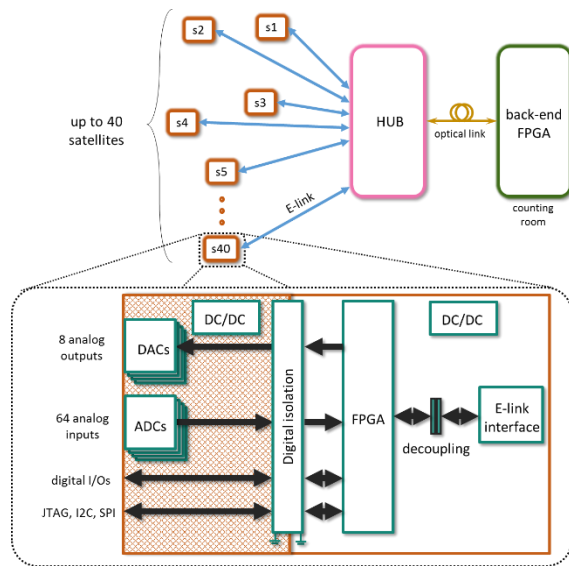 s2
s1
s3
s4
s5
s40
up to 40
satellites
E-link
HUB
optical link
back-end
FPGA
counting
room
8 analog
outputs
64 analog
inputs
digital I/Os
JTAG, I2C, SPI
DACs
ADCs
DC/DC
Digital isolation
FPGA
DC/DC
decoupling
E-link
interface